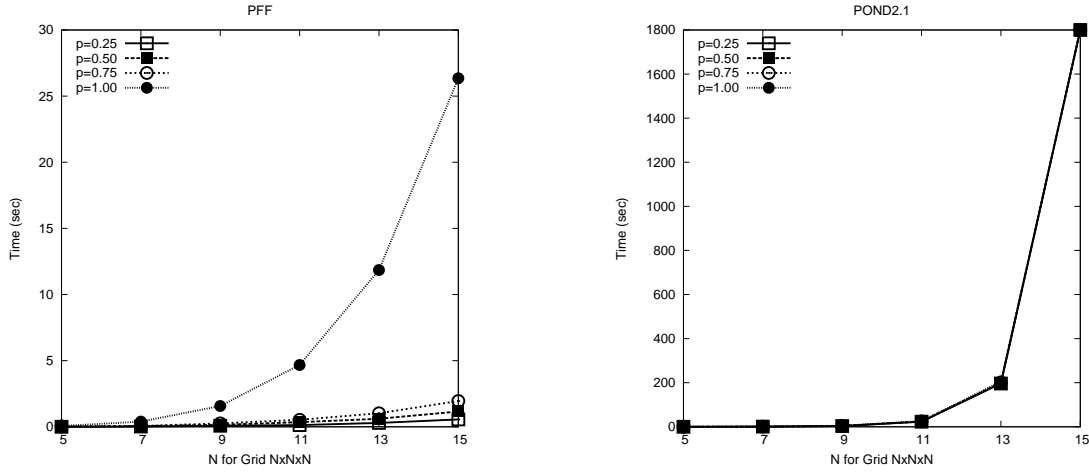 PFF
30
25
20
15
10
5
0
Time (sec)
p=0.25
p=0.50
p=0.75
p=1.00
5 7 9 11 13 15
N for Grid NxNxN
POND2.1
1800
1600
1400
1200
1000
800
600
400
200
0
Time (sec)
p=0.25
p=0.50
p=0.75
p=1.00
5 7 9 11 13 15
N for Grid NxNxN